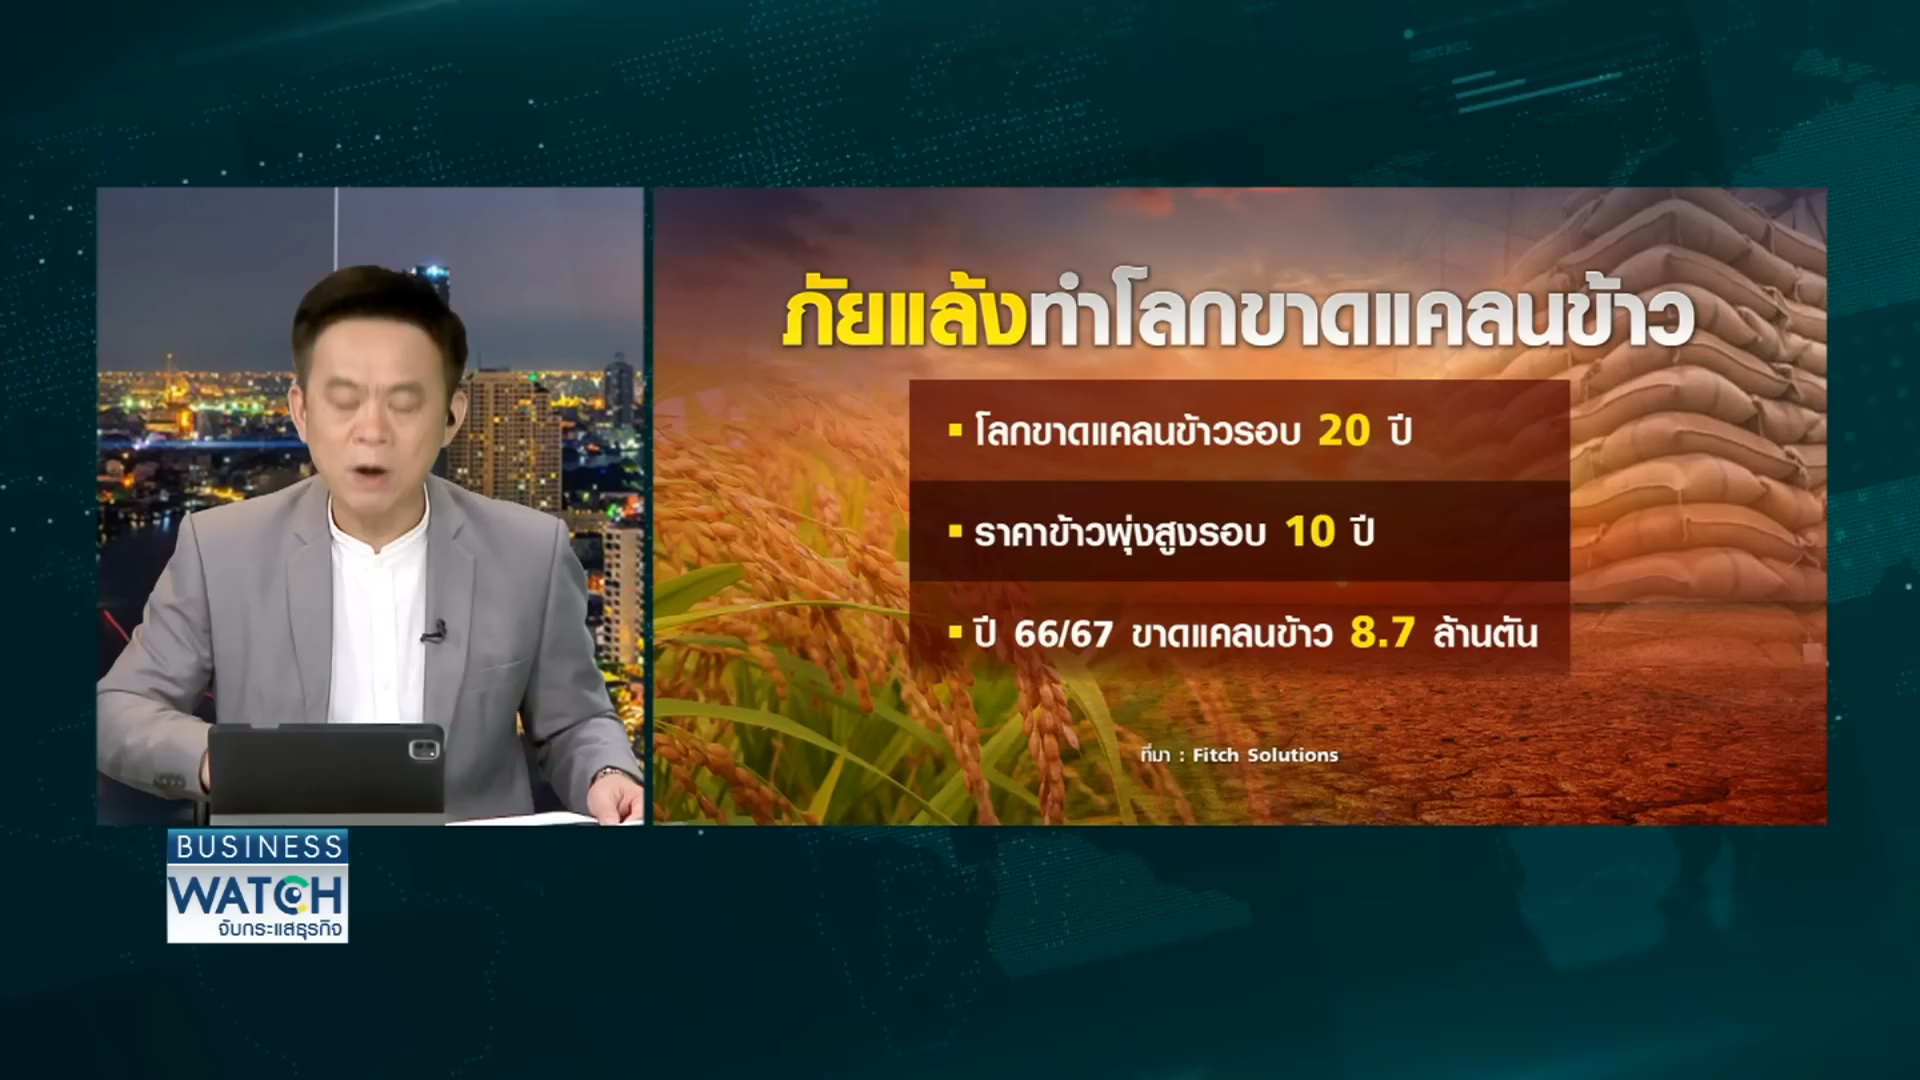 ภัยแล้งทำโลกขาดแคลนข้าว
▪ โลกขาดแคลนข้าวรอบ 20 ปี
▪ ราคาข้าวพุ่งสูงรอบ 10 ปี
▪ ปี 66/67 ขาดแคลนข้าว 8.7 ล้านตัน
ที่มา : Fitch Solutions
BUSINESS
WATCH
จับกระแสธุรกิจ